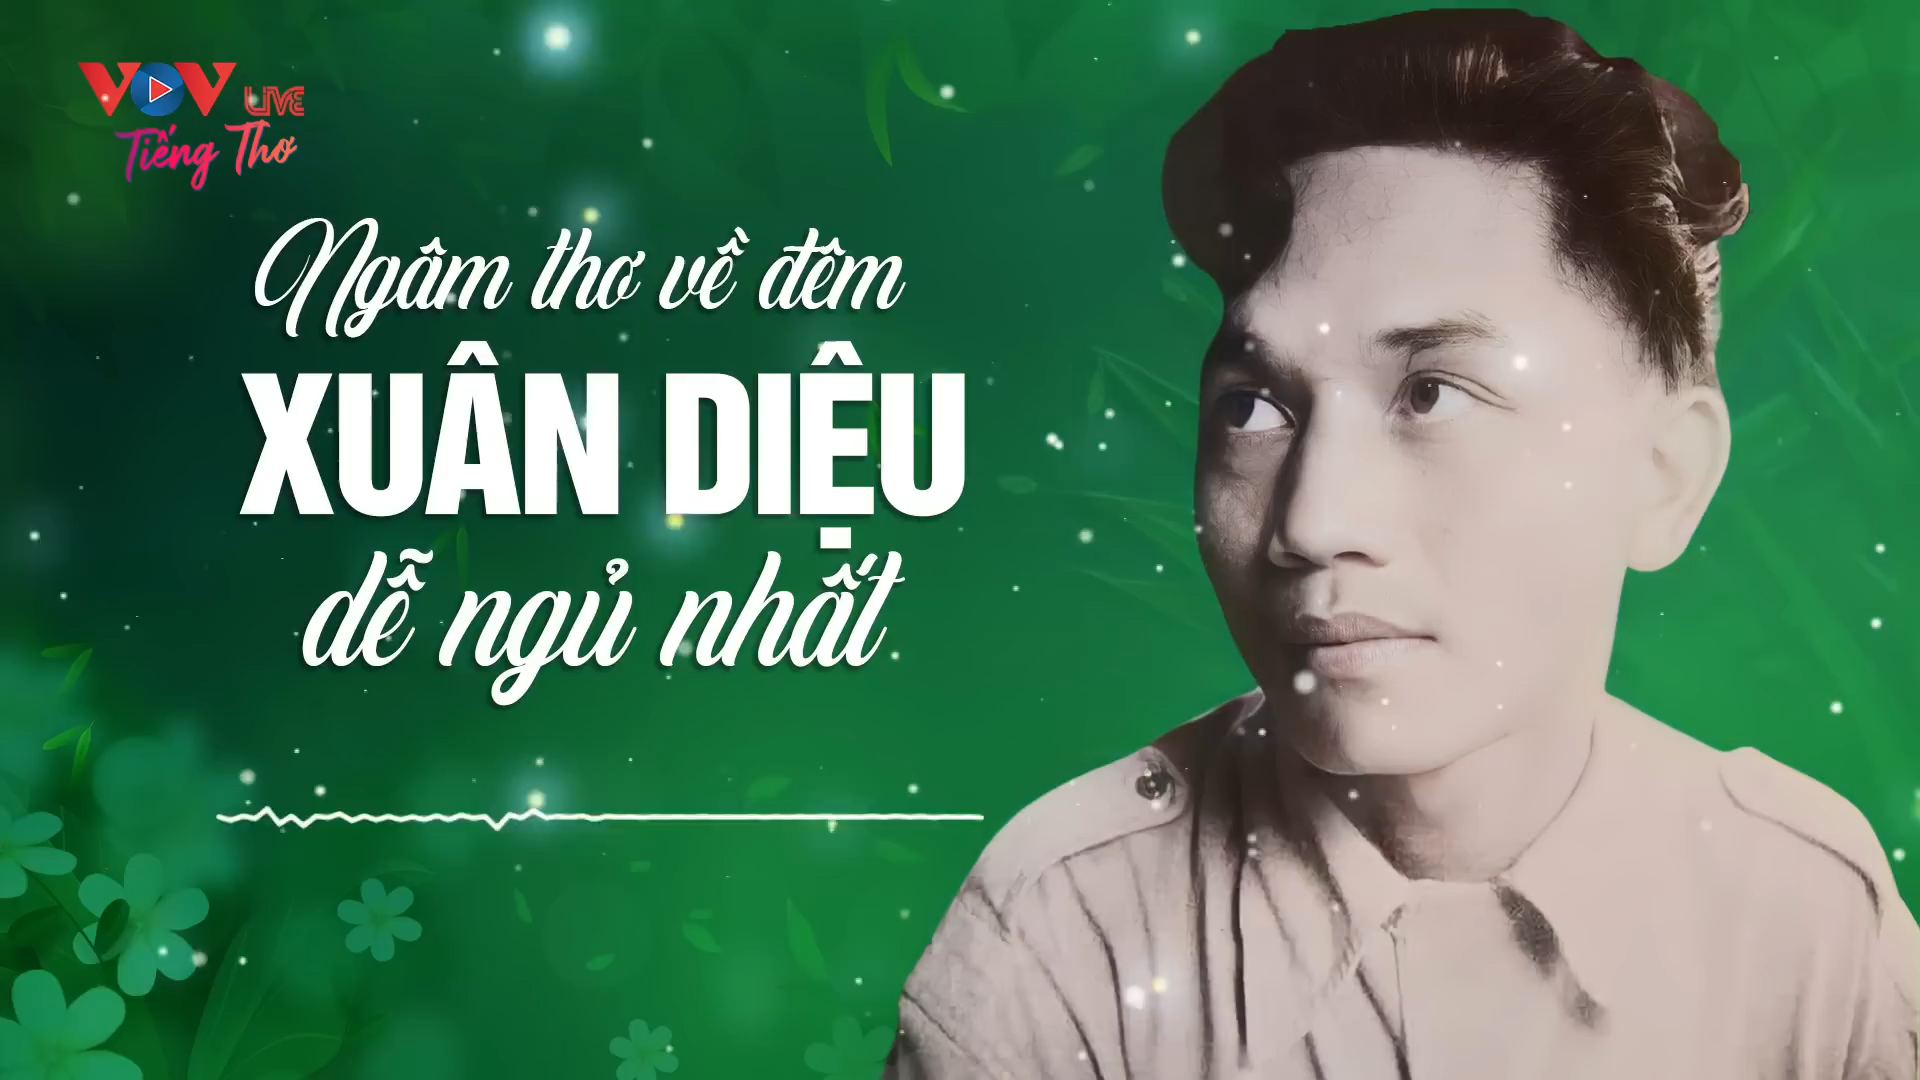 VOV LIVE
Tiếng Thơ
Ngâm thơ về đêm
XUÂN DIỆU
dễ ngủ nhất